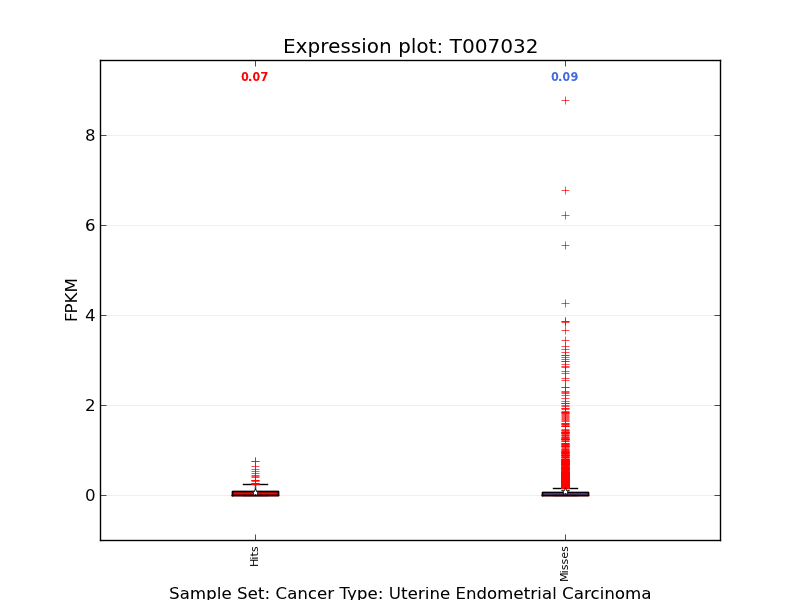 Expression plot: T007032
0.07
0.09
8
6
4
2
0
FPKM
Hits
Misses
Sample Set: Cancer Type: Uterine Endometrial Carcinoma